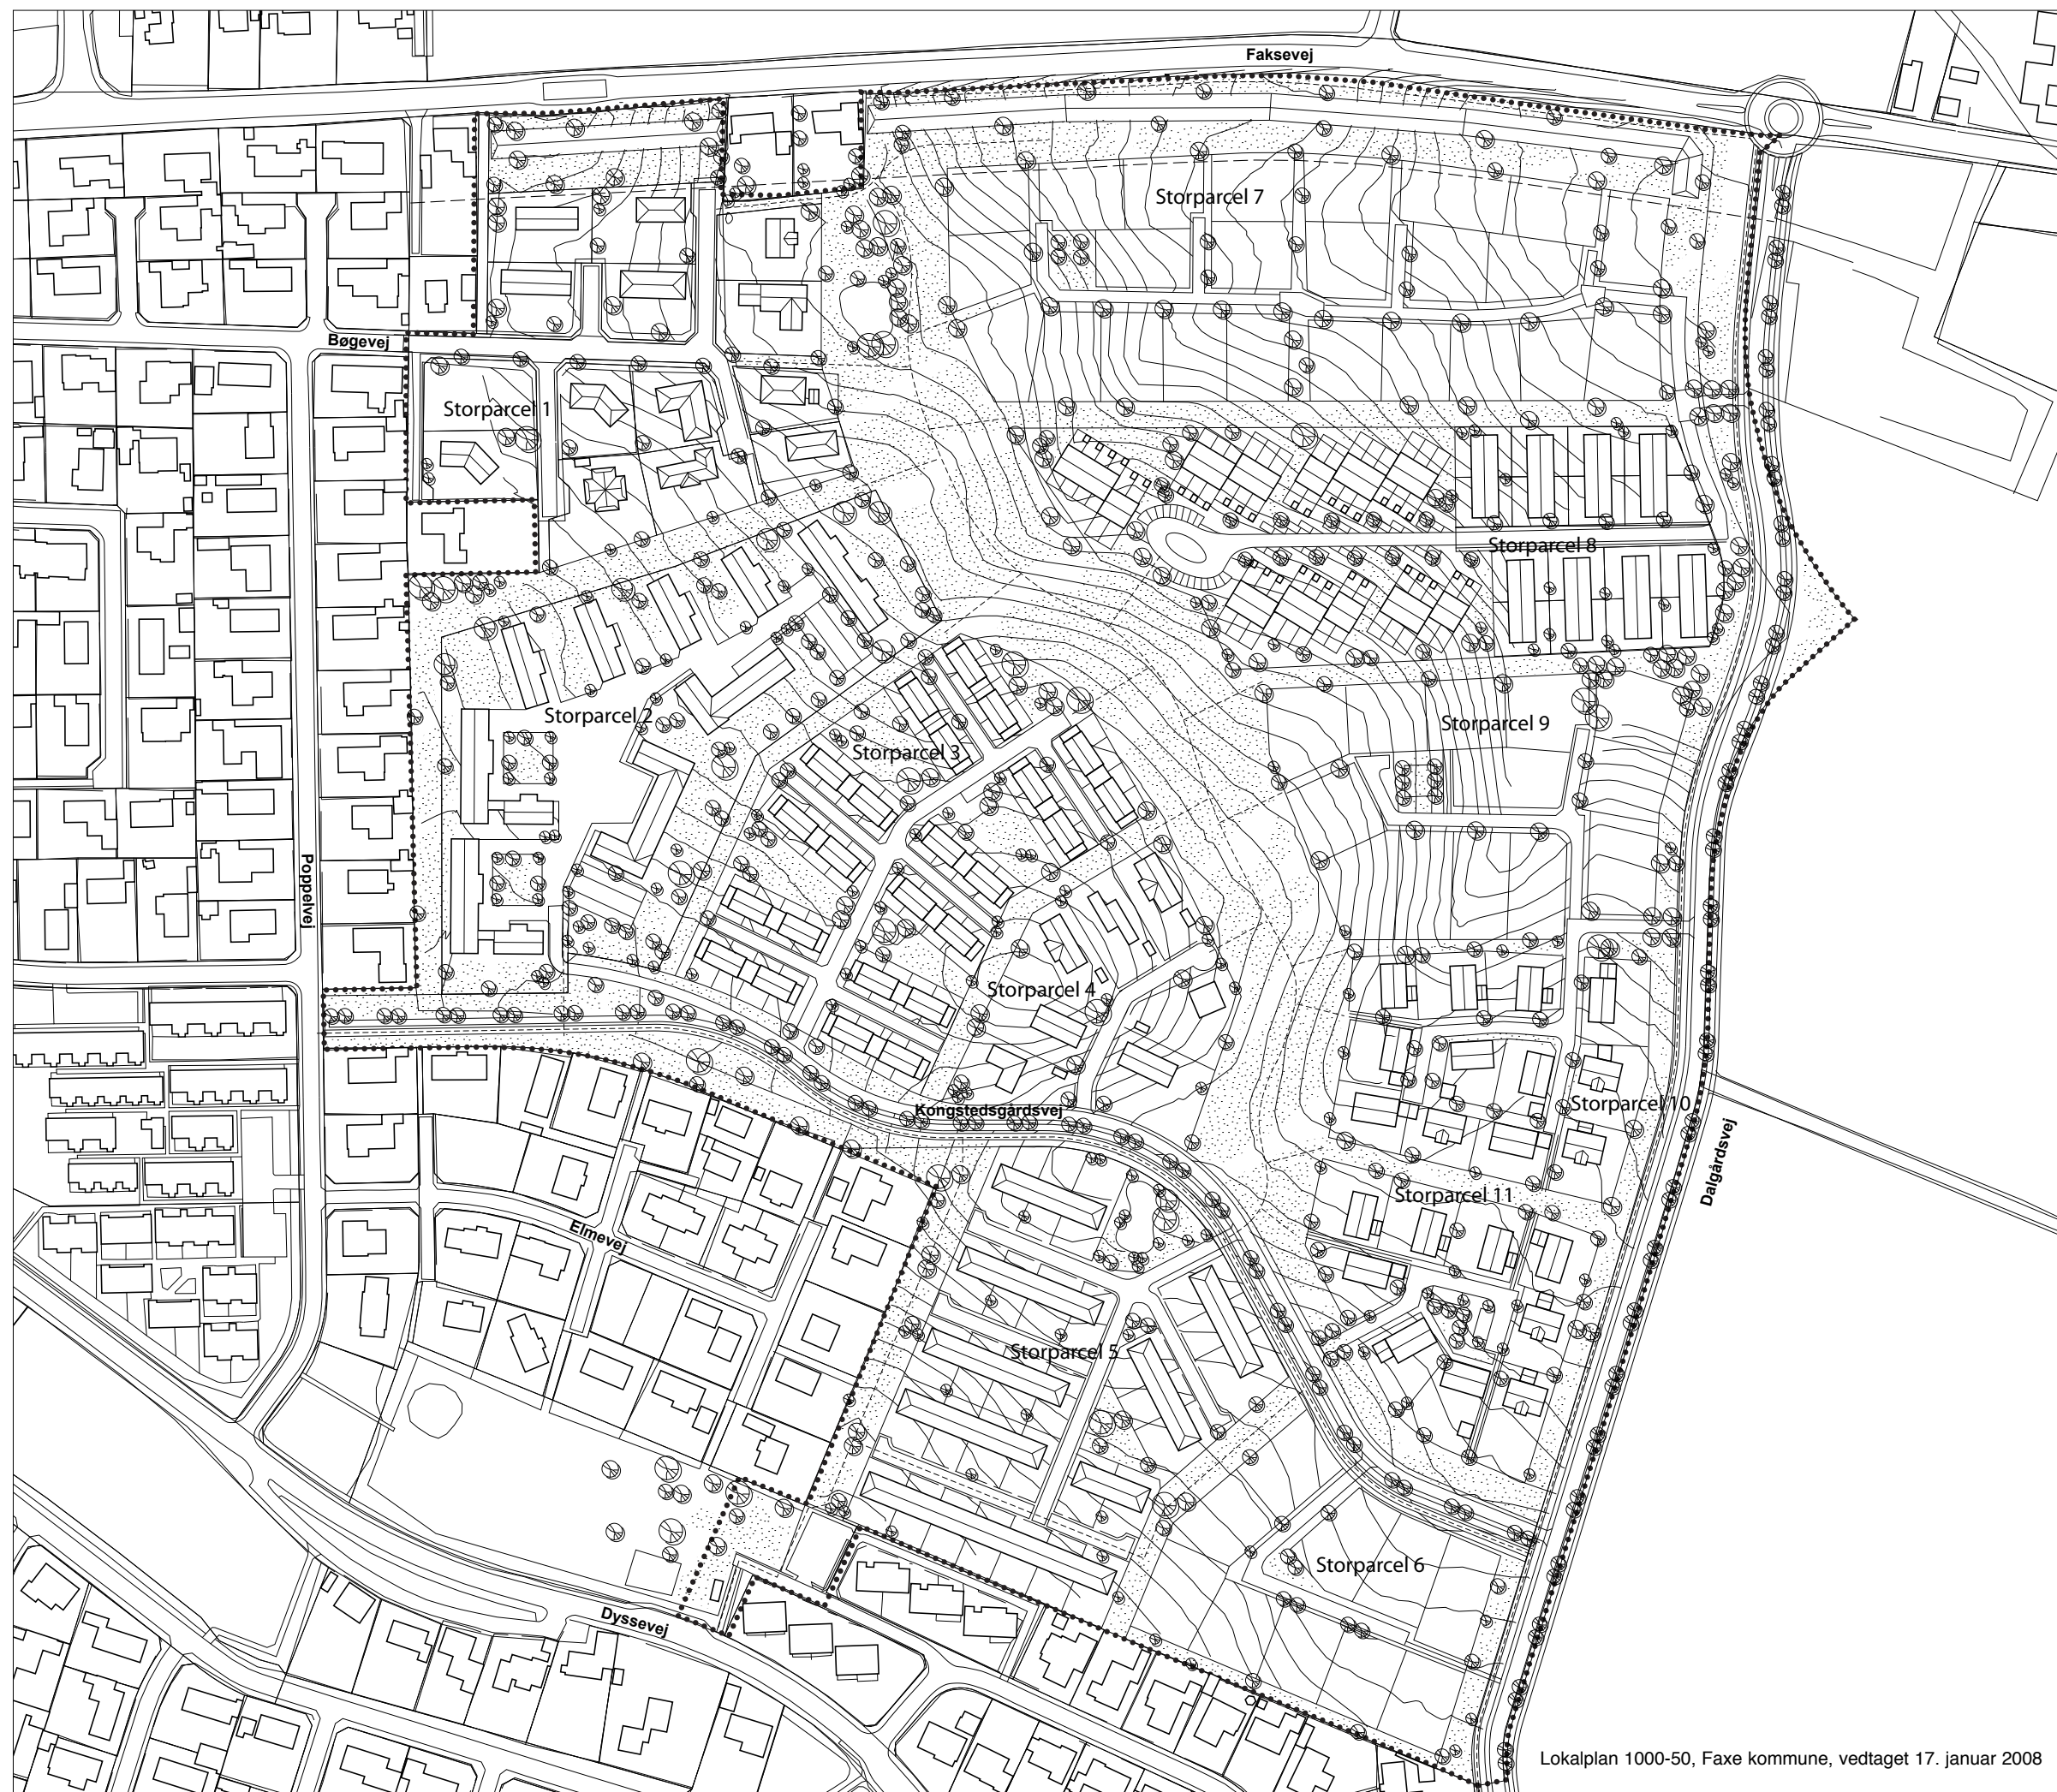 Faksevej
Storparcel 7
Bøgevej
Storparcel 1
Storparcel 8
Storparcel 2
Storparcel 9
Storparcel 3
Poppelvej
Storparcel 4
Storparcel 10
Kongstedsgårdsvej
Dalgårdsvej
Storparcel 11
Elmevej
Storparcel 5
Storparcel 6
Dyssevej
Lokalplan 1000-50, Faxe kommune, vedtaget 17. januar 2008